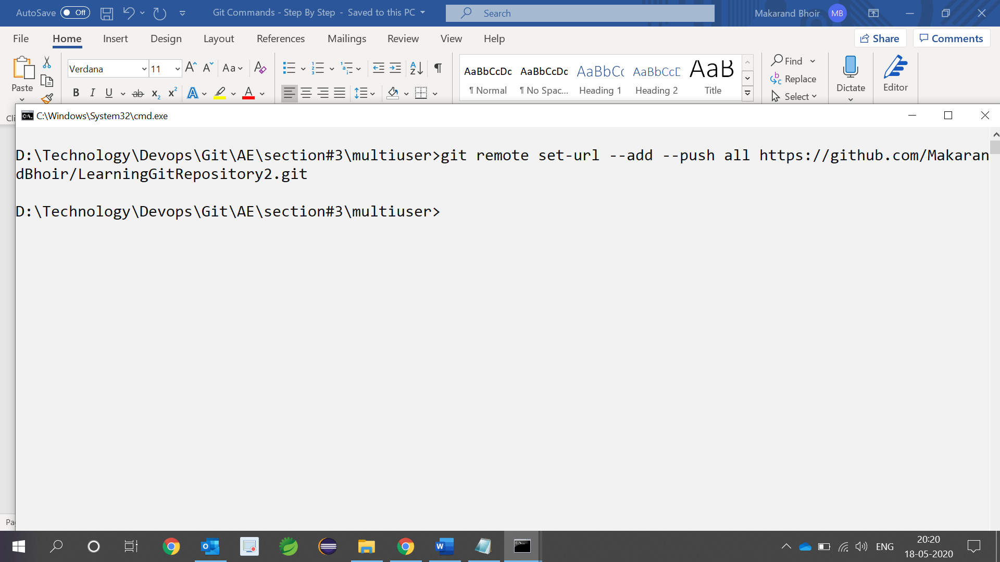 AutoSave Off Git Commands - Step By Step - Saved to this PC Search Makarand Bhoir MB
File Home Insert Design Layout References Mailings Review View Help Share Comments
Paste Verdana 11 Aa AaBbCcDc AaBbCcDc AaBbCc AaBbCcD AaB Find Replace Select Dictate Editor
¶ Normal ¶ No Spac... Heading 1 Heading 2 Title
C:\Windows\System32\cmd.exe
D:\Technology\Devops\Git\AE\section#3\multiuser>git remote set-url --add --push all https://github.com/Makaran
dBhoir/LearningGitRepository2.git
D:\Technology\Devops\Git\AE\section#3\multiuser>
ENG 20:20
18-05-2020